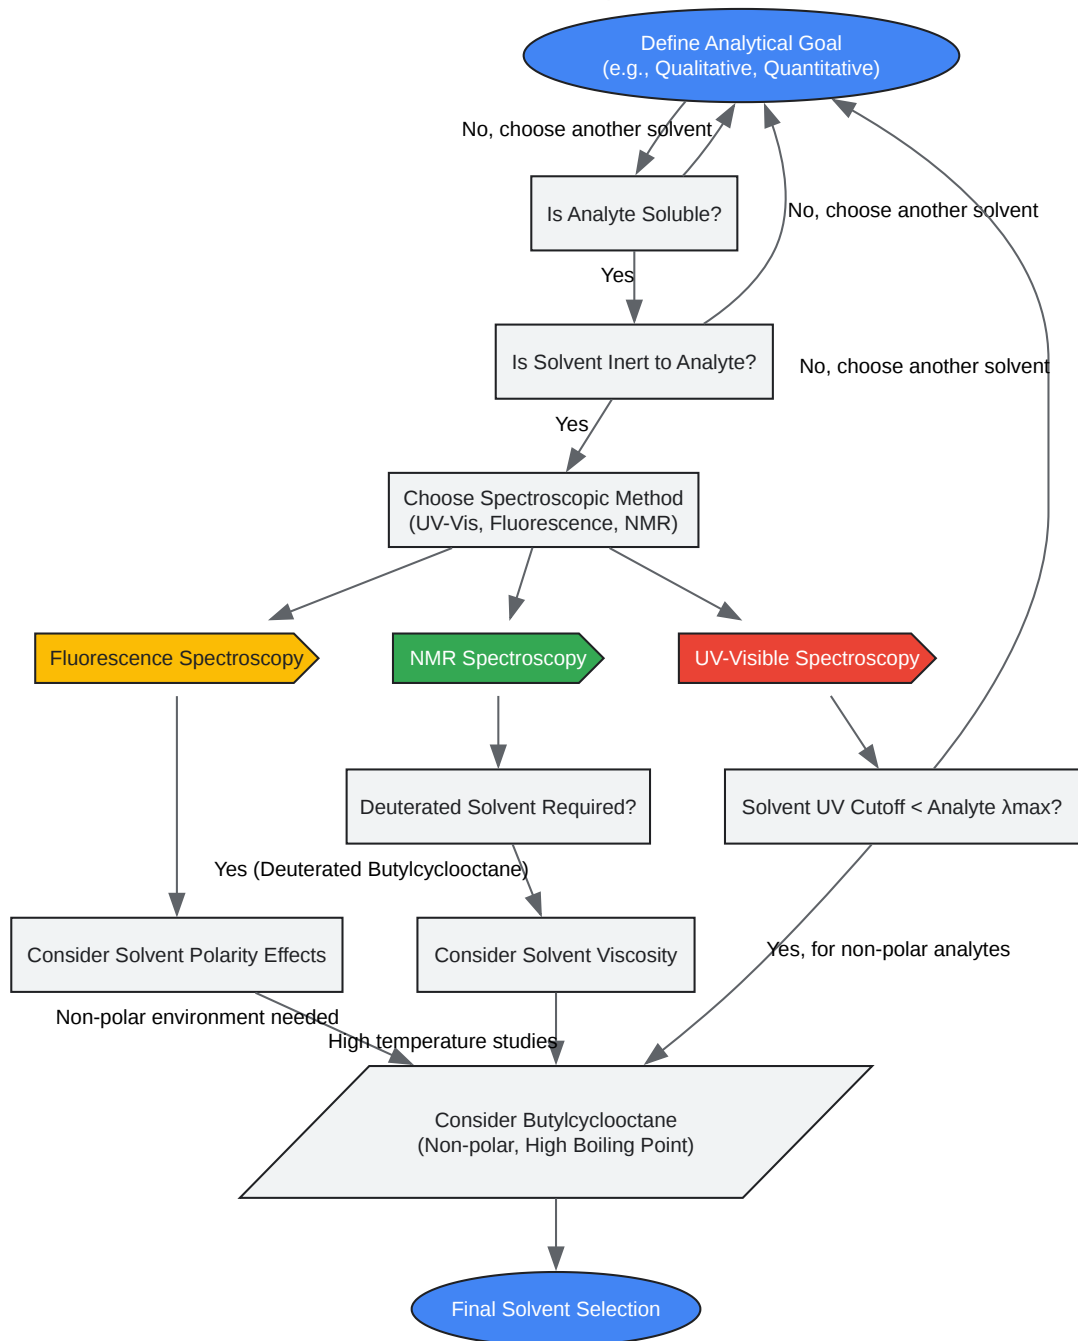 Define Analytical Goal
(e.g., Qualitative, Quantitative)
No, choose another solvent
Is Analyte Soluble?
No, choose another solvent
Yes
Is Solvent Inert to Analyte?
No, choose another solvent
Yes
Choose Spectroscopic Method
(UV-Vis, Fluorescence, NMR)
Fluorescence Spectroscopy
NMR Spectroscopy
UV-Visible Spectroscopy
Deuterated Solvent Required?
Solvent UV Cutoff < Analyte λmax?
Yes (Deuterated Butylcyclooctane)
Consider Solvent Polarity Effects
Consider Solvent Viscosity
Yes, for non-polar analytes
Non-polar environment needed
High temperature studies
Consider Butylcyclooctane
(Non-polar, High Boiling Point)
Final Solvent Selection